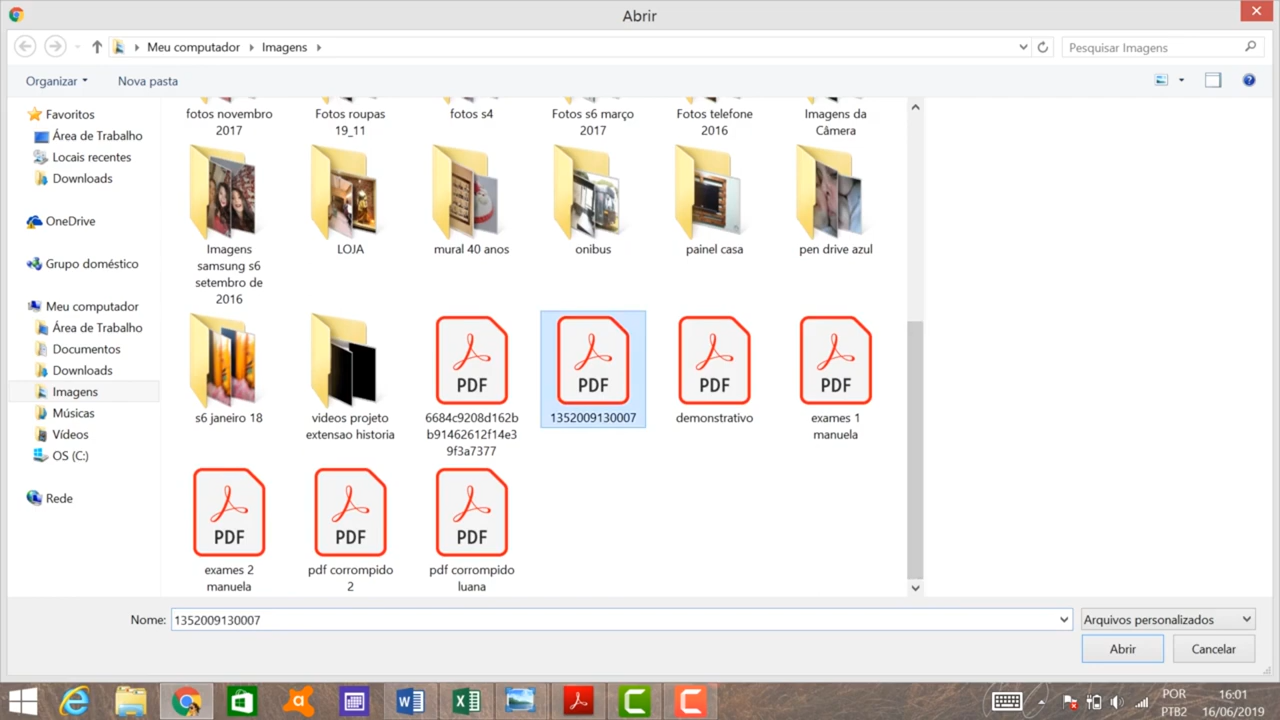 Abrir
Meu computador Imagens
Pesquisar Imagens
Organizar Nova pasta
Favoritos
Área de Trabalho
Locais recentes
Downloads
OneDrive
Grupo doméstico
Meu computador
Área de Trabalho
Documentos
Downloads
Imagens
Músicas
Vídeos
OS (C:)
Rede
fotos novembro
2017
Fotos roupas
19_11
fotos s4
Fotos s6 março
2017
Fotos telefone
2016
Imagens da
Câmera
Imagens
samsung s6
setembro de
2016
LOJA
mural 40 anos
onibus
painel casa
pen drive azul
s6 janeiro 18
videos projeto
extensao historia
PDF
6684c9208d162b
b91462612f14e3
9f3a7377
PDF
1352009130007
PDF
demonstrativo
PDF
exames 1
manuela
PDF
exames 2
manuela
PDF
pdf corrompido
2
PDF
pdf corrompido
luana
Nome: 1352009130007
Arquivos personalizados
Abrir Cancelar
POR
PTB2
16:01
16/06/2019